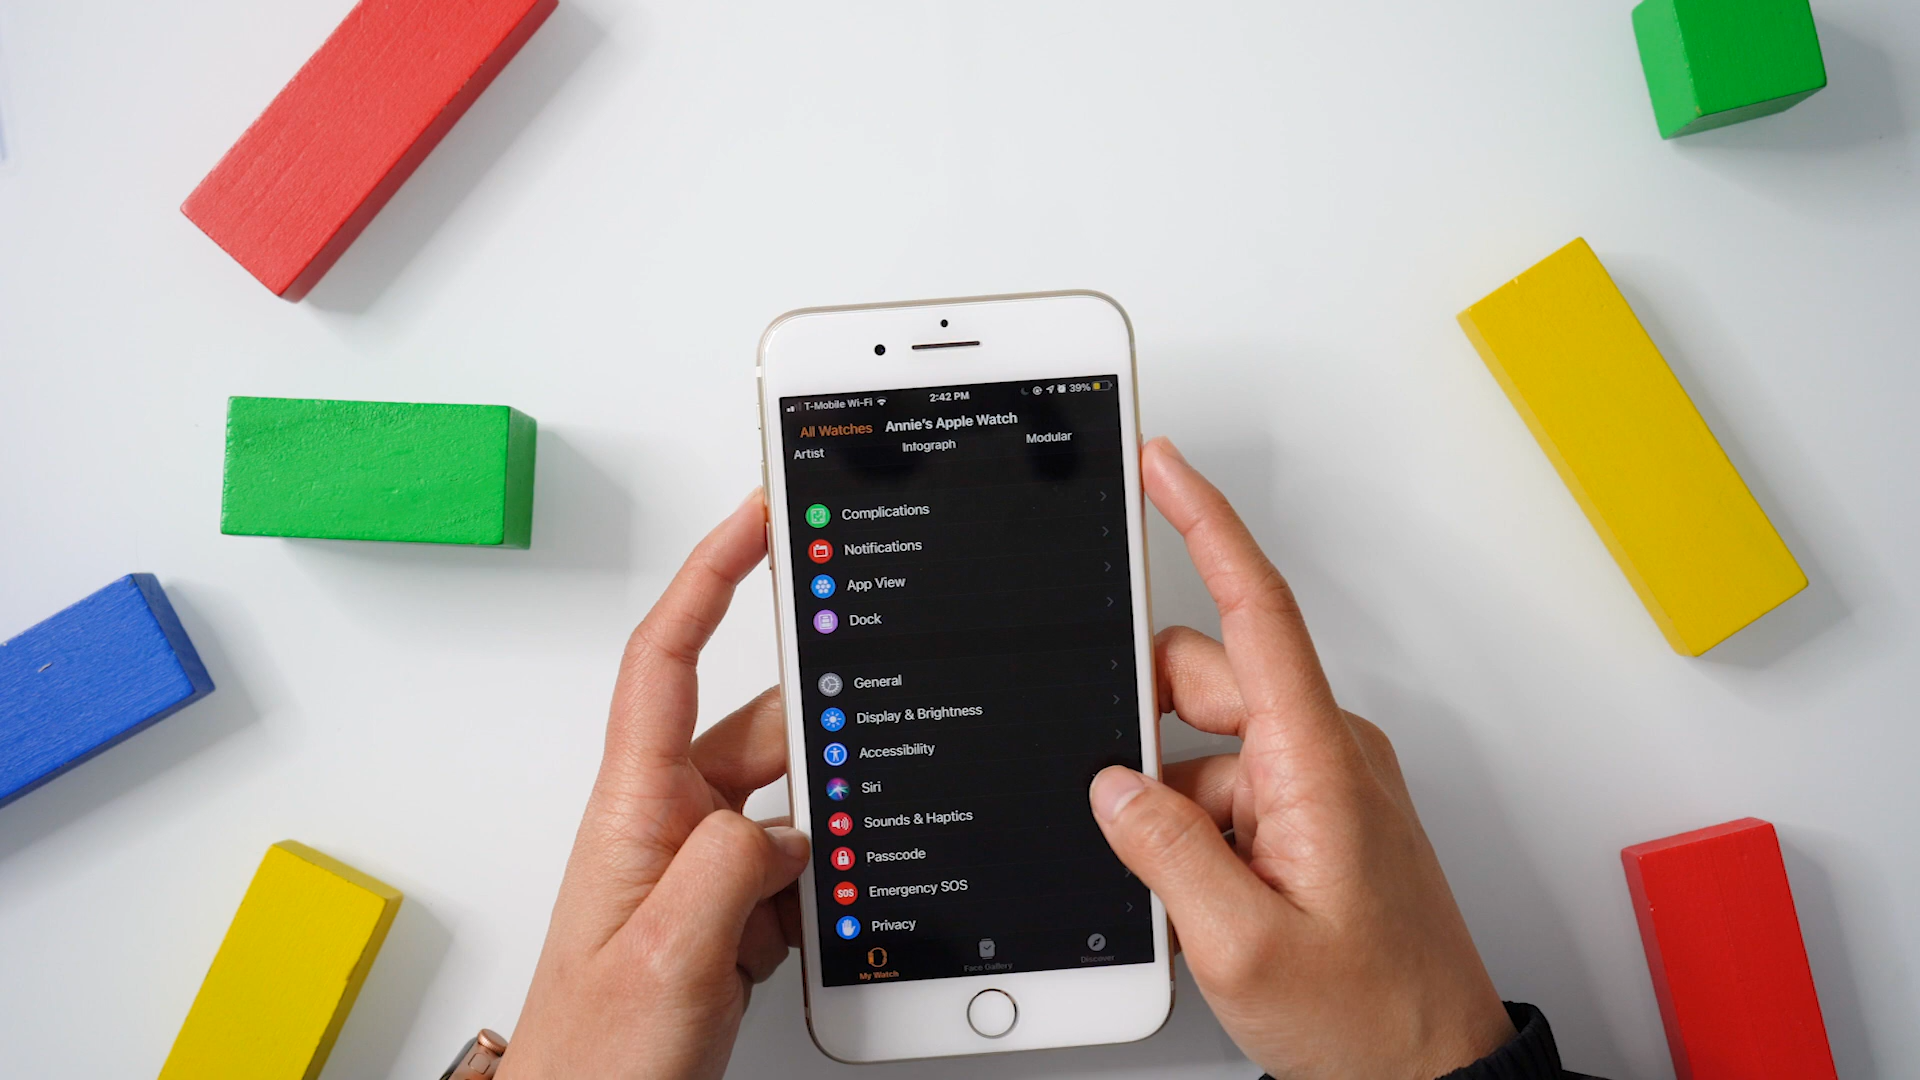 T-Mobile Wi-Fi 2:42 PM 39%
All Watches Annie's Apple Watch
Artist Infograph Modular
Complications
Notifications
App View
Dock
General
Display & Brightness
Accessibility
Siri
Sounds & Haptics
Passcode
SOS Emergency SOS
Privacy
My Watch Face Gallery Discover